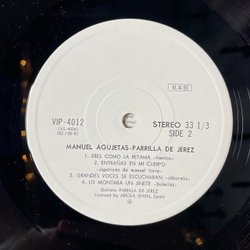 VIP-4012
STEREO 33 1/3
SIDE 2
MANUEL AGUJETAS-PARRILLA DE JEREZ
1. ERES COMO LA RETAMA -tientos-
2. ENTRAÑAS EN MI CUERPO
-siguiriyas de manuel torre-
3. GRANDES VOCES SE ESCUCHABAN -alboreá-
4. LO MONTABA UN JINETE -bulerías-
Guitarra: PARRILLA DE JEREZ
Licensed by ARIOLA SPAIN,